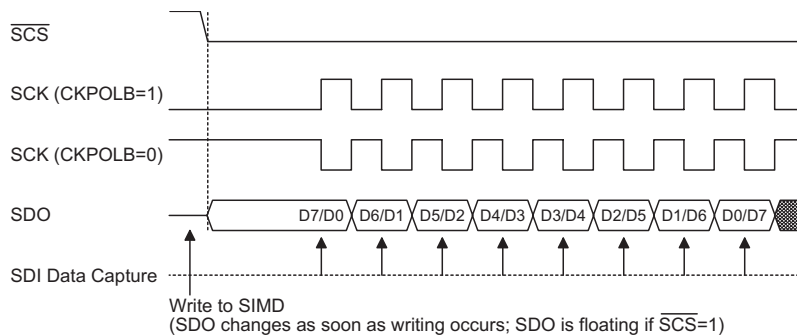 SCS
SCK (CKPOLB=1)
SCK (CKPOLB=0)
SDO D7/D0 D6/D1 D5/D2 D4/D3 D3/D4 D2/D5 D1/D6 D0/D7
SDI Data Capture
Write to SIMD
(SDO changes as soon as writing occurs; SDO is floating if SCS=1)